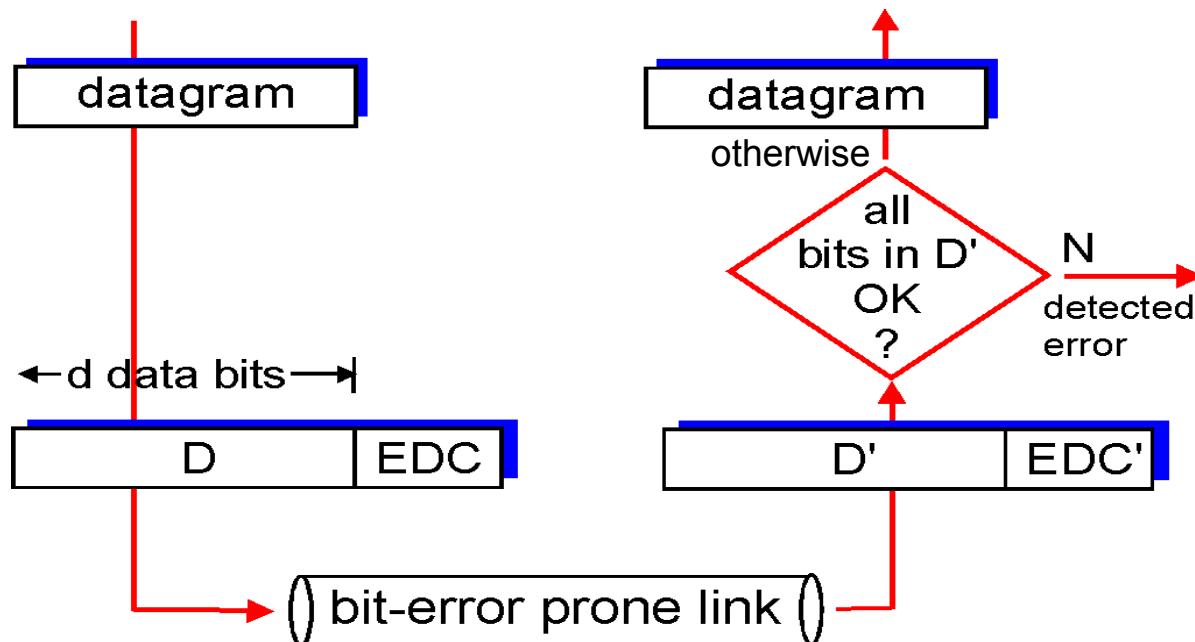 datagram
datagram
otherwise
all
bits in D'
OK
?
N
detected
error
d data bits
D
EDC
D'
EDC'
bit-error prone link